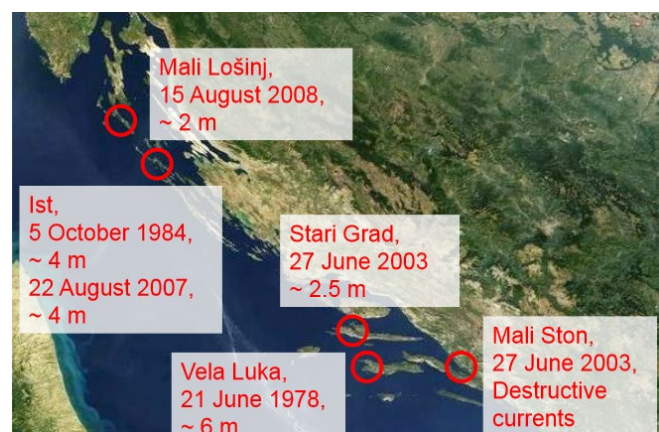 Mali Lošinj,
15 August 2008,
~ 2 m
Ist,
5 October 1984,
~ 4 m
22 August 2007,
~ 4 m
Stari Grad,
27 June 2003
~ 2.5 m
Vela Luka,
21 June 1978,
~ 6 m
Mali Ston,
27 June 2003,
Destructive
currents